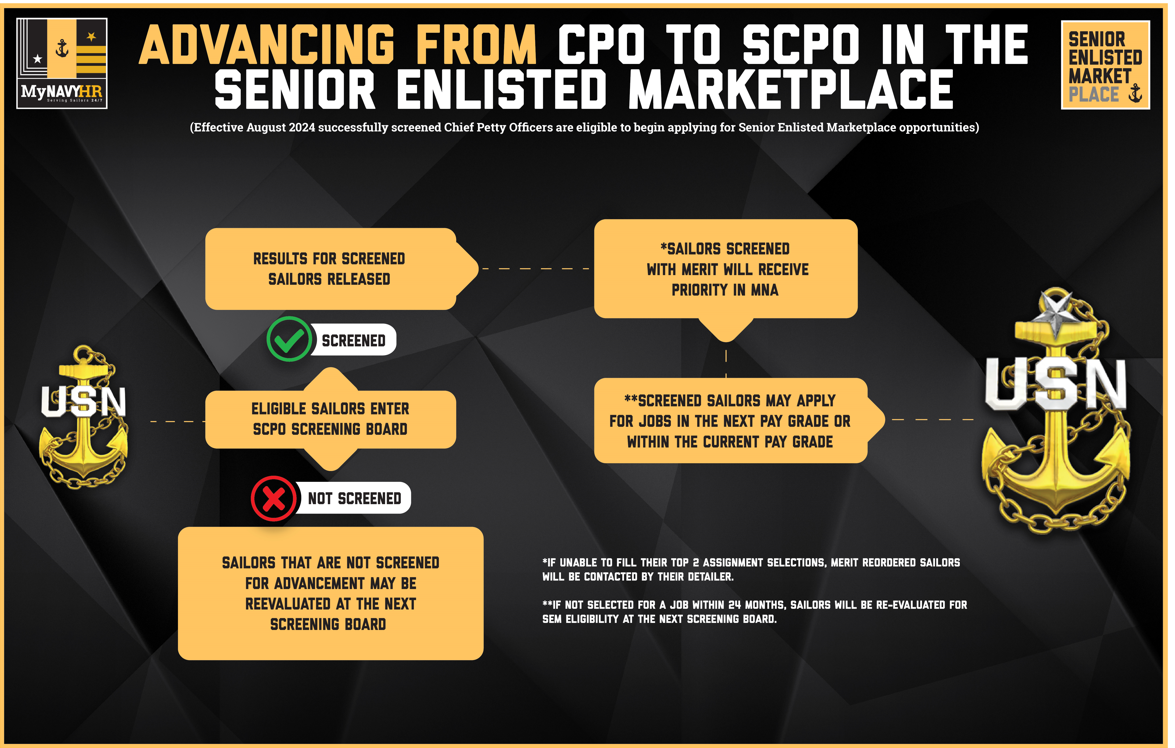 ADVANCING FROM CPO TO SCPO IN THE
SENIOR ENLISTED MARKETPLACE
(Effective August 2024 successfully screened Chief Petty Officers are eligible to begin applying for Senior Enlisted Marketplace opportunities)
MyNAVYHR
Serving Sailors 24/7
SENIOR
ENLISTED
MARKET
PLACE
RESULTS FOR SCREENED
SAILORS RELEASED
*SAILORS SCREENED
WITH MERIT WILL RECEIVE
PRIORITY IN MNA
SCREENED
USN
ELIGIBLE SAILORS ENTER
SCPO SCREENING BOARD
**SCREENED SAILORS MAY APPLY
FOR JOBS IN THE NEXT PAY GRADE OR
WITHIN THE CURRENT PAY GRADE
USN
NOT SCREENED
SAILORS THAT ARE NOT SCREENED
FOR ADVANCEMENT MAY BE
REEVALUATED AT THE NEXT
SCREENING BOARD
*IF UNABLE TO FILL THEIR TOP 2 ASSIGNMENT SELECTIONS, MERIT REORDERED SAILORS
WILL BE CONTACTED BY THEIR DETAILER.
**IF NOT SELECTED FOR A JOB WITHIN 24 MONTHS, SAILORS WILL BE RE-EVALUATED FOR
SEM ELIGIBILITY AT THE NEXT SCREENING BOARD.